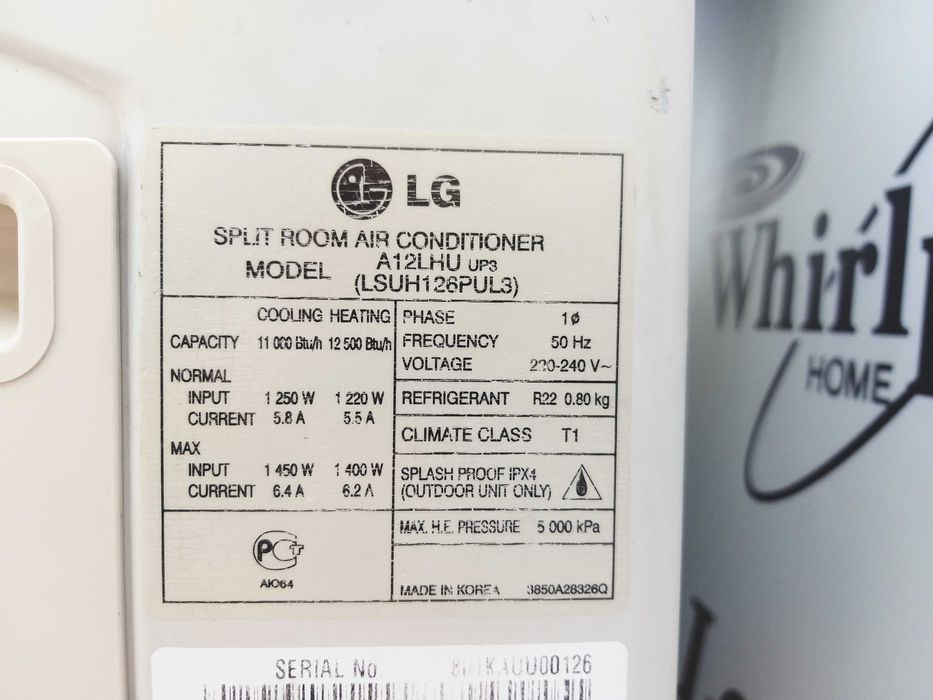 LG
SPLIT ROOM AIR CONDITIONER
MODEL A12LHU UP3
(LSUH126PUL3)
COOLING HEATING
CAPACITY 11 000 Btu/h 12 500 Btu/h
NORMAL
INPUT 1 250 W 1 220 W
CURRENT 5.8 A 5.5 A
MAX
INPUT 1 450 W 1 400 W
CURRENT 6.4 A 6.2 A
PHASE 1ø
FREQUENCY 50 Hz
VOLTAGE 220-240 V~
REFRIGERANT R22 0.80 kg
CLIMATE CLASS T1
SPLASH PROOF IPX4
(OUTDOOR UNIT ONLY)
MAX. H.E. PRESSURE 5 000 kPa
РСТ
АЮ64
MADE IN KOREA 3850A28326Q
SERIAL No.
Whirl
HOME